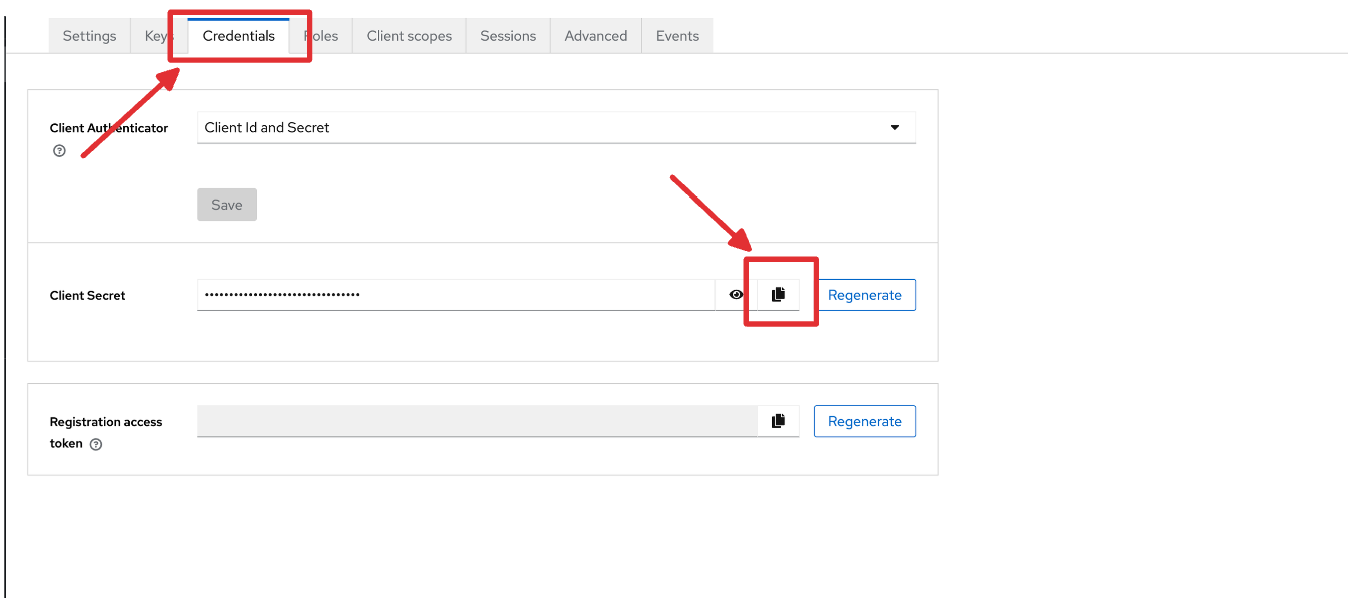 Settings Keys Credentials Roles Client scopes Sessions Advanced Events
Client Authenticator Client Id and Secret
Save
Client Secret •••••••••••••••••••••••••••••••• Regenerate
Registration access Regenerate
token